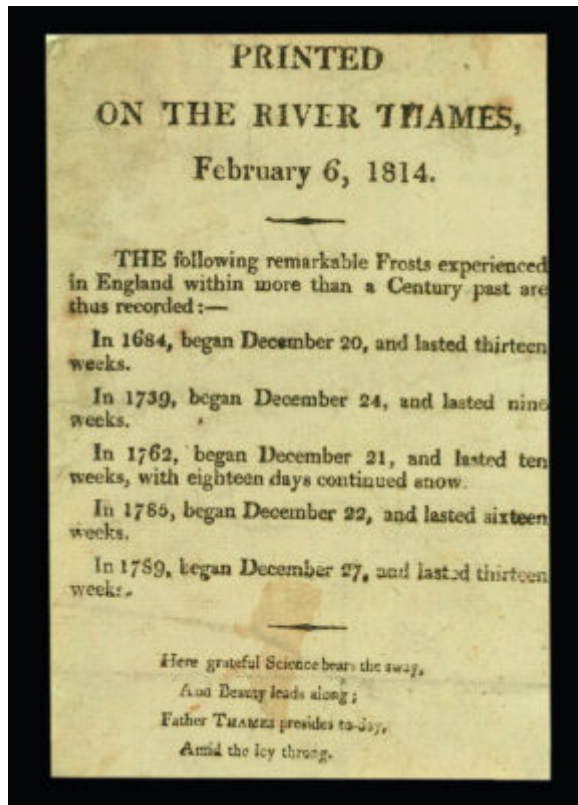 PRINTED
ON THE RIVER THAMES,
February 6, 1814.
THE following remarkable Frosts experienced
in England within more than a Century past are
thus recorded:—
In 1684, began December 20, and lasted thirteen
weeks.
In 1739, began December 24, and lasted nine
weeks.
In 1762, began December 21, and lasted ten
weeks, with eighteen days continued snow.
In 1785, began December 22, and lasted sixteen
weeks.
In 1789, began December 27, and lasted thirteen
weeks.
Here grateful Science bears the sway,
And Beauty leads along;
Father THAMES presides to-day,
Amid the Icy throng.